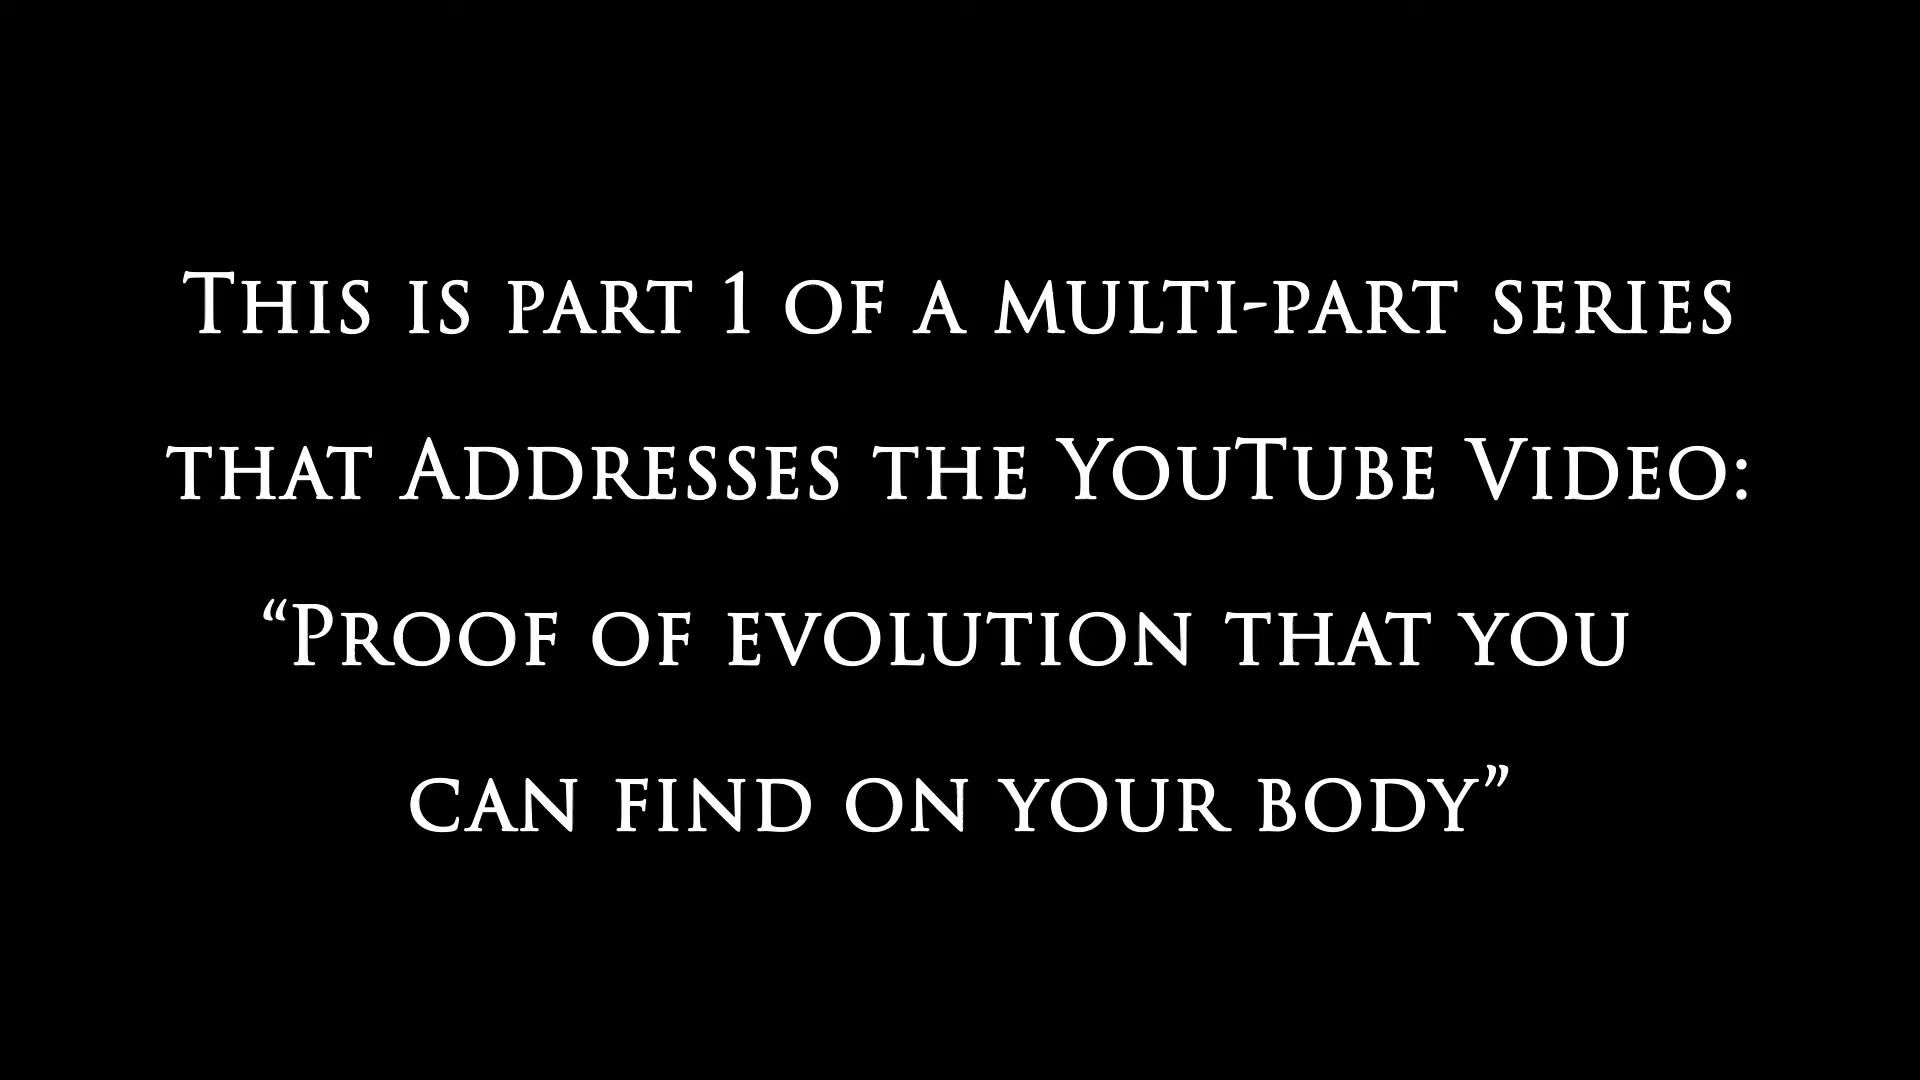 This is part 1 of a multi-part series
that Addresses the YouTube Video:
“Proof of evolution that you
can find on your body”